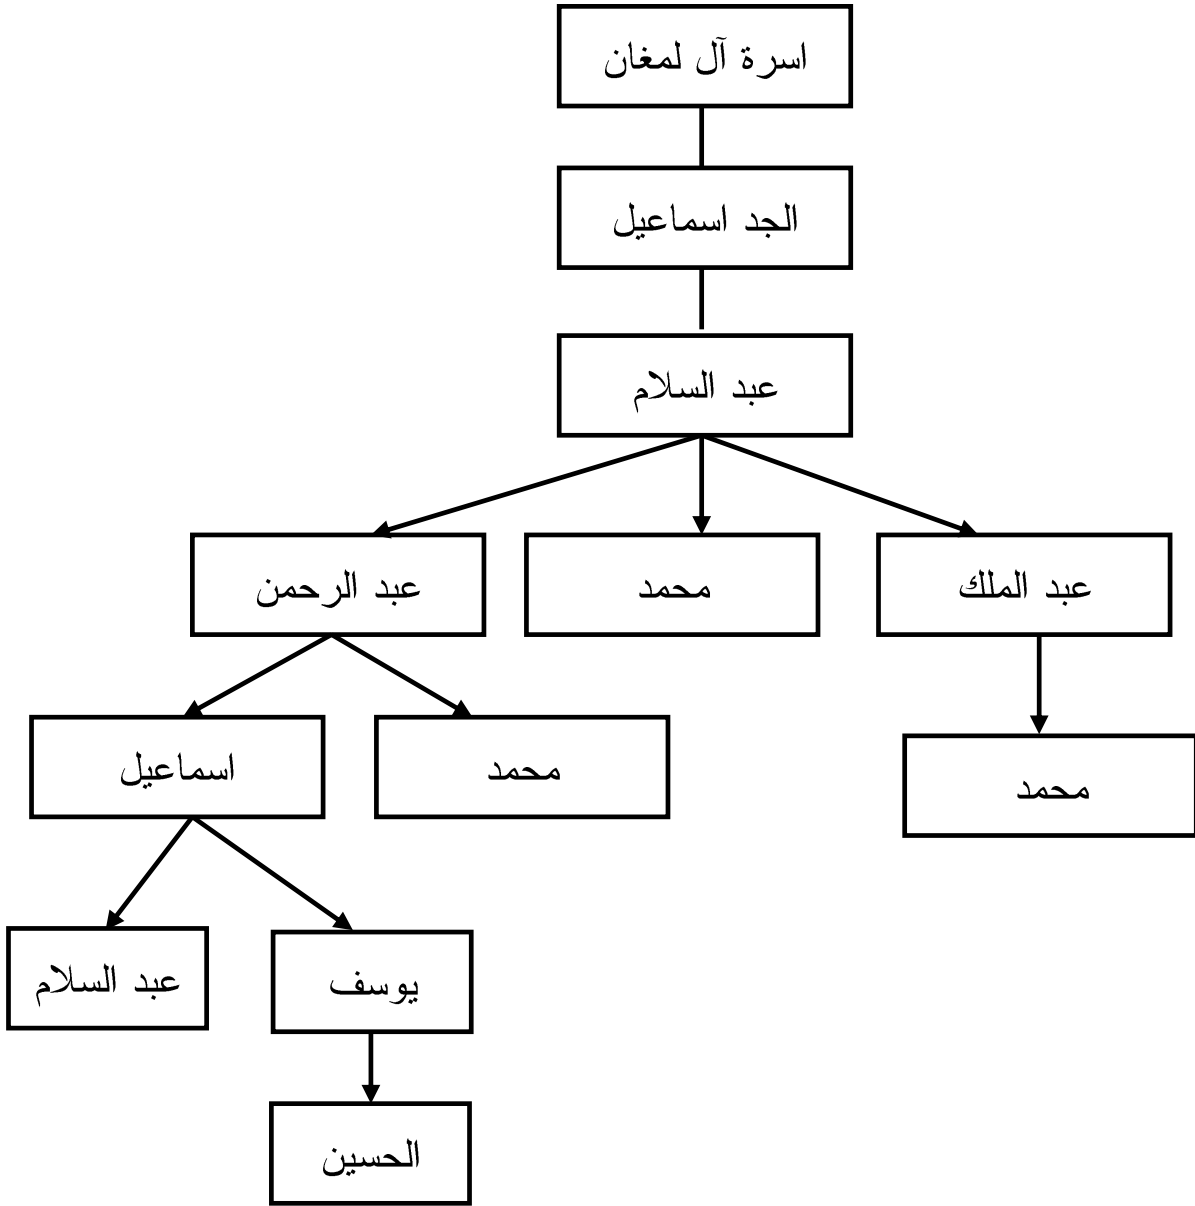 اسرة آل لمغان
الجد اسماعيل
عبد السلام
عبد الملك
محمد
عبد الرحمن
محمد
محمد
اسماعيل
يوسف
عبد السلام
الحسين